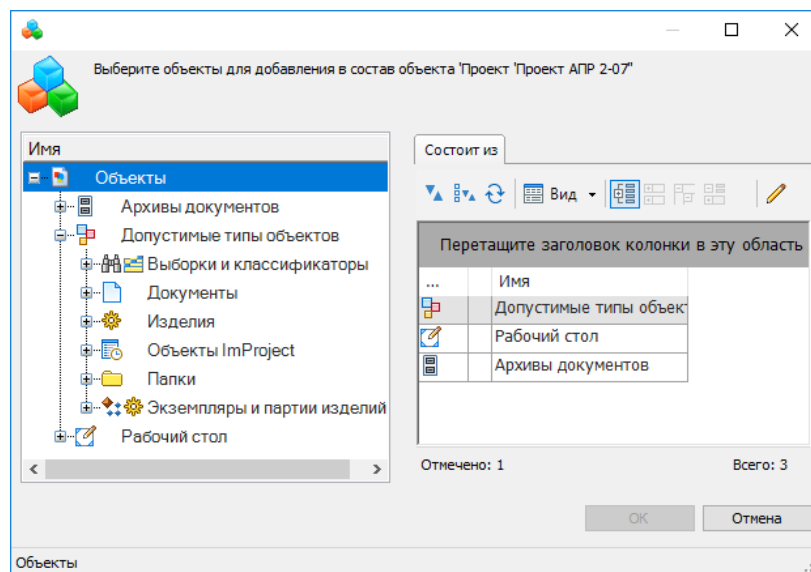 Выберите объекты для добавления в состав объекта 'Проект 'Проект АПР 2-07''
Имя
Объекты
Архивы документов
Допустимые типы объектов
Выборки и классификаторы
Документы
Изделия
Объекты ImProject
Папки
Экземпляры и партии изделий
Рабочий стол
Состоит из
Вид
Перетащите заголовок колонки в эту область
... Имя
Допустимые типы объект
Рабочий стол
Архивы документов
Отмечено: 1 Всего: 3
ОК Отмена
Объекты